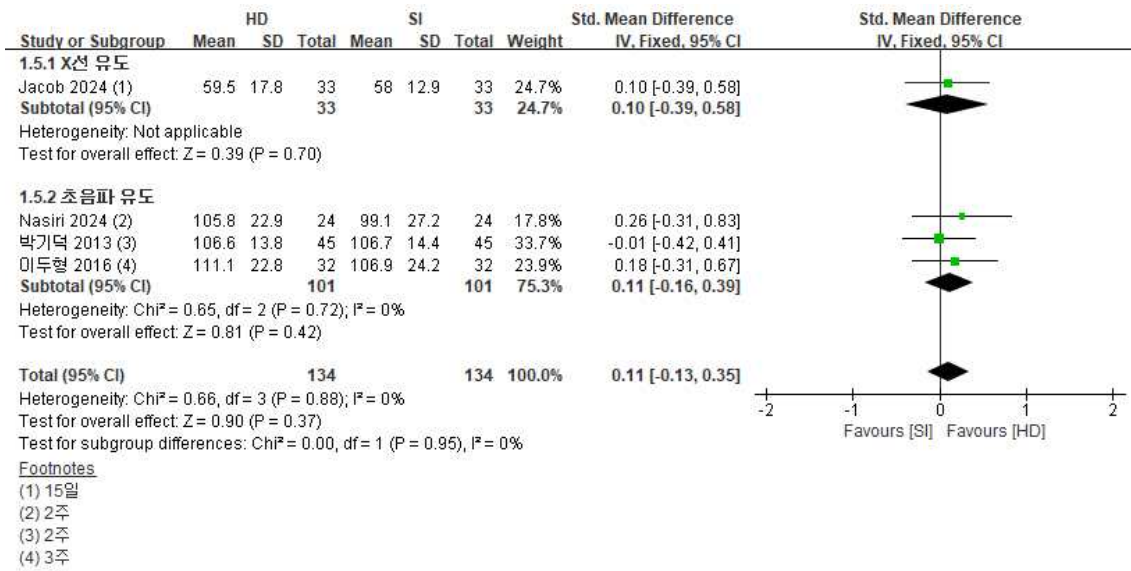 HD SI Std. Mean Difference Std. Mean Difference
Study or Subgroup Mean SD Total Mean SD Total Weight IV, Fixed, 95% CI IV, Fixed, 95% CI
1.5.1 X선 유도
Jacob 2024 (1) 59.5 17.8 33 58 12.9 33 24.7% 0.10 [-0.39, 0.58]
Subtotal (95% CI) 33 33 24.7% 0.10 [-0.39, 0.58]
Heterogeneity: Not applicable
Test for overall effect: Z = 0.39 (P = 0.70)
1.5.2 초음파 유도
Nasiri 2024 (2) 105.8 22.9 24 99.1 27.2 24 17.8% 0.26 [-0.31, 0.83]
박기덕 2013 (3) 106.6 13.8 45 106.7 14.4 45 33.7% -0.01 [-0.42, 0.41]
이두형 2016 (4) 111.1 22.8 32 106.9 24.2 32 23.9% 0.18 [-0.31, 0.67]
Subtotal (95% CI) 101 101 75.3% 0.11 [-0.16, 0.39]
Heterogeneity: Chi² = 0.65, df = 2 (P = 0.72); I² = 0%
Test for overall effect: Z = 0.81 (P = 0.42)
Total (95% CI) 134 134 100.0% 0.11 [-0.13, 0.35]
Heterogeneity: Chi² = 0.66, df = 3 (P = 0.88); I² = 0%
Test for overall effect: Z = 0.90 (P = 0.37)
Test for subgroup differences: Chi² = 0.00, df = 1 (P = 0.95), I² = 0%
-2 -1 0 1 2
Favours [SI] Favours [HD]
Footnotes
(1) 15일
(2) 2주
(3) 2주
(4) 3주